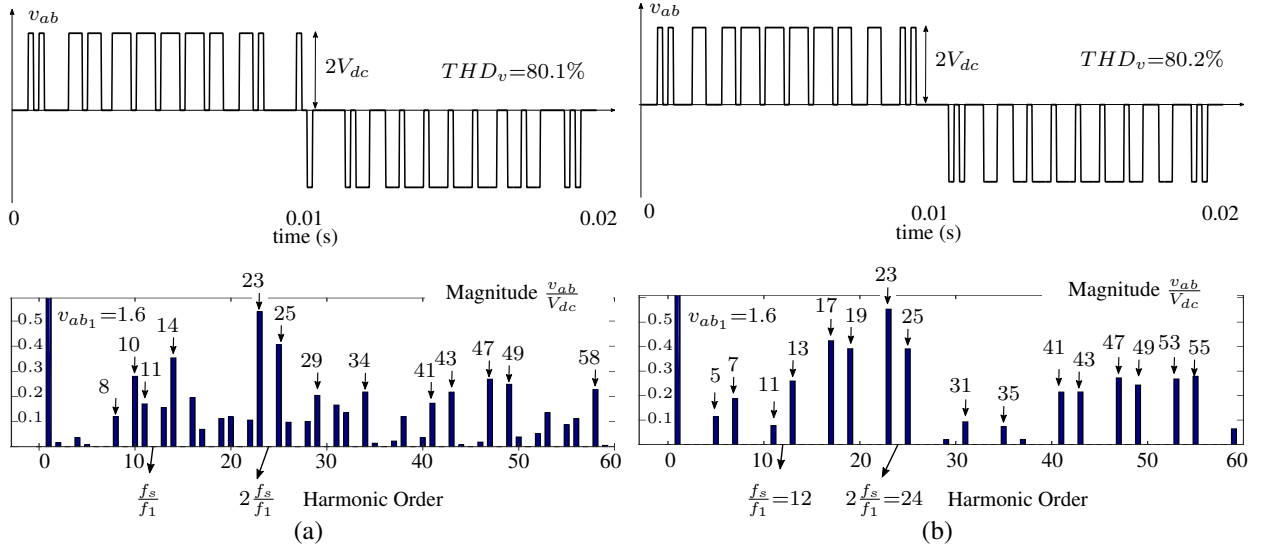 v_ab
2V_dc
THD_v=80.1%
0
0.01
0.02
time (s)
v_ab
2V_dc
THD_v=80.2%
0
0.01
0.02
time (s)
Magnitude v_ab/V_dc
v_ab1=1.6
0.5
0.4
0.3
0.2
0.1
8
10
11
14
23
25
29
34
41
43
47
49
58
0
10
20
30
40
50
60
f_s/f_1
2 f_s/f_1
Harmonic Order
(a)
Magnitude v_ab/V_dc
v_ab1=1.6
0.5
0.4
0.3
0.2
0.1
5
7
11
13
17
19
23
25
31
35
41
43
47
49
53
55
0
10
20
30
40
50
60
f_s/f_1=12
2 f_s/f_1=24
Harmonic Order
(b)